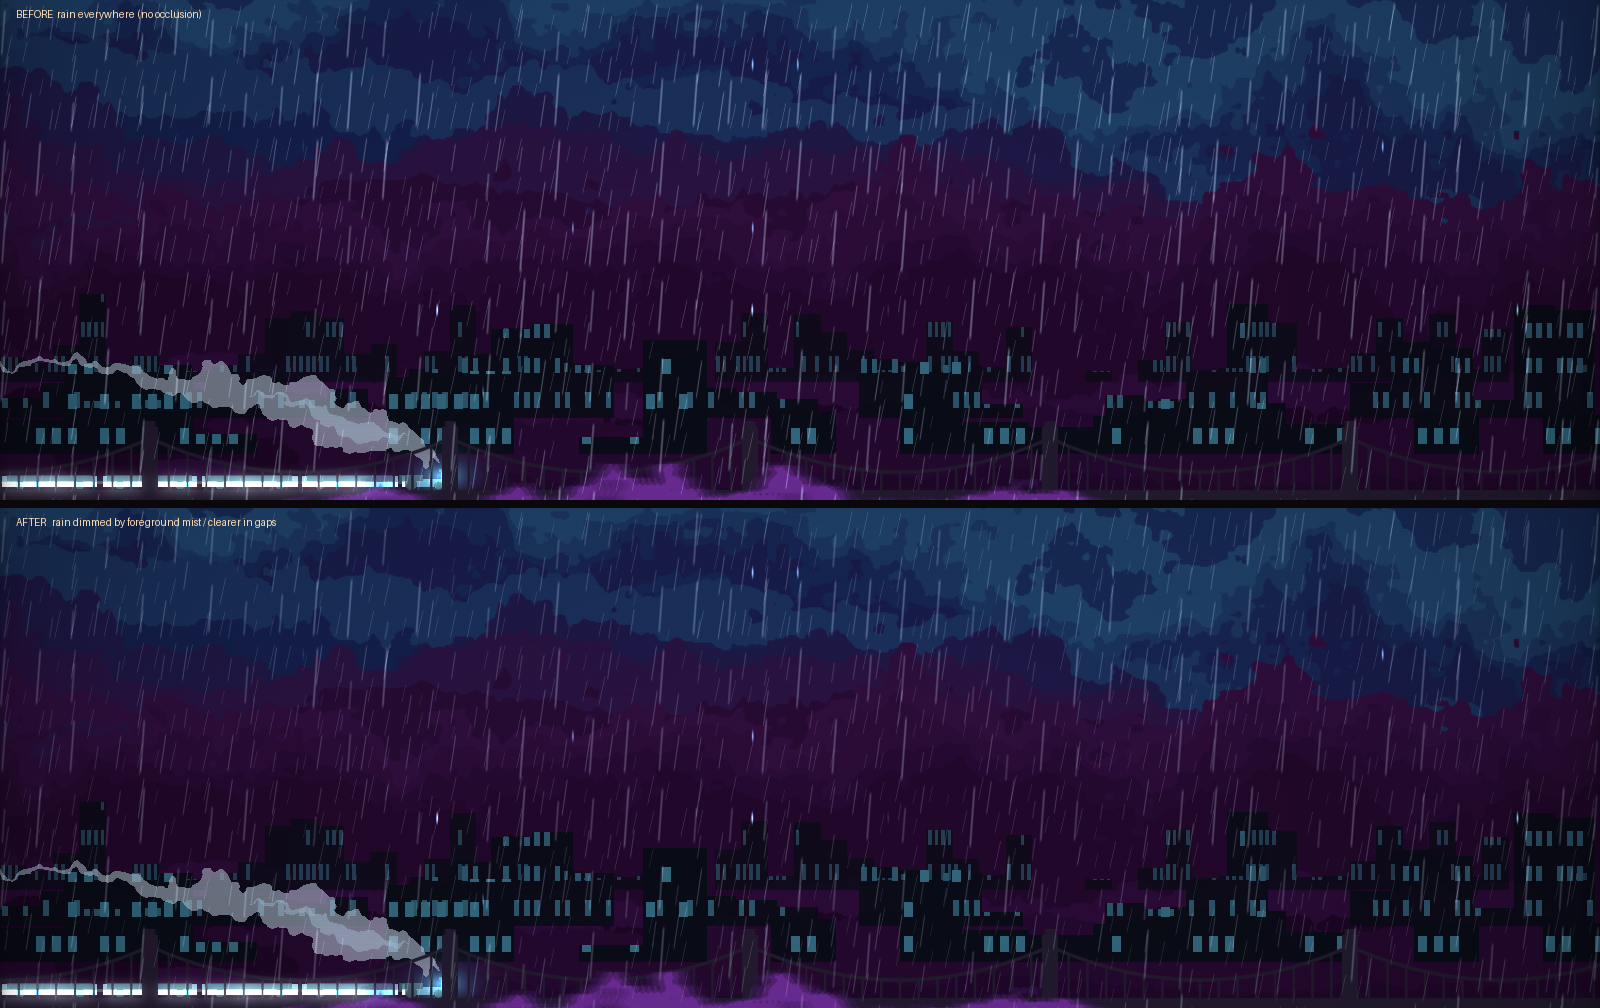 BEFORE rain everywhere (no occlusion)
AFTER rain dimmed by foreground mist / clearer in gaps